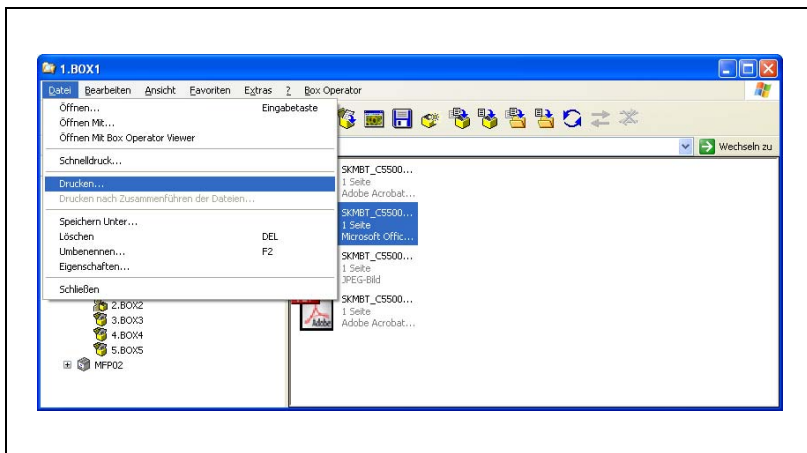 1.BOX1
Datei Bearbeiten Ansicht Favoriten Extras ? Box Operator
Öffnen... Eingabetaste
Öffnen Mit...
Öffnen Mit Box Operator Viewer
Schnelldruck...
Drucken...
Drucken nach Zusammenführen der Dateien...
Speichern Unter...
Löschen DEL
Umbenennen... F2
Eigenschaften...
Schließen
2.BOX2
3.BOX3
4.BOX4
5.BOX5
MFP02
Wechseln zu
SKMBT_C5500...
1 Seite
Adobe Acrobat...
SKMBT_C5500...
1 Seite
Microsoft Offic...
SKMBT_C5500...
1 Seite
JPEG-Bild
SKMBT_C5500...
1 Seite
Adobe Acrobat...
Adobe